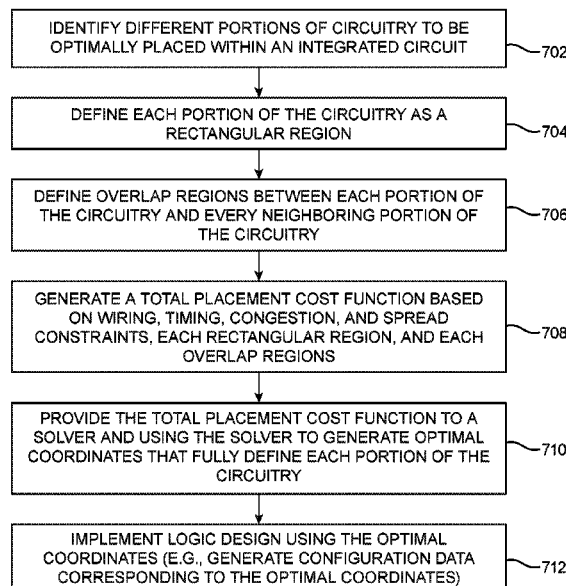 IDENTIFY DIFFERENT PORTIONS OF CIRCUITRY TO BE
OPTIMALLY PLACED WITHIN AN INTEGRATED CIRCUIT
702
DEFINE EACH PORTION OF THE CIRCUITRY AS A
RECTANGULAR REGION
704
DEFINE OVERLAP REGIONS BETWEEN EACH PORTION OF
THE CIRCUITRY AND EVERY NEIGHBORING PORTION OF
THE CIRCUITRY
706
GENERATE A TOTAL PLACEMENT COST FUNCTION BASED
ON WIRING, TIMING, CONGESTION, AND SPREAD
CONSTRAINTS, EACH RECTANGULAR REGION, AND EACH
OVERLAP REGIONS
708
PROVIDE THE TOTAL PLACEMENT COST FUNCTION TO A
SOLVER AND USING THE SOLVER TO GENERATE OPTIMAL
COORDINATES THAT FULLY DEFINE EACH PORTION OF THE
CIRCUITRY
710
IMPLEMENT LOGIC DESIGN USING THE OPTIMAL
COORDINATES (E.G., GENERATE CONFIGURATION DATA
CORRESPONDING TO THE OPTIMAL COORDINATES)
712